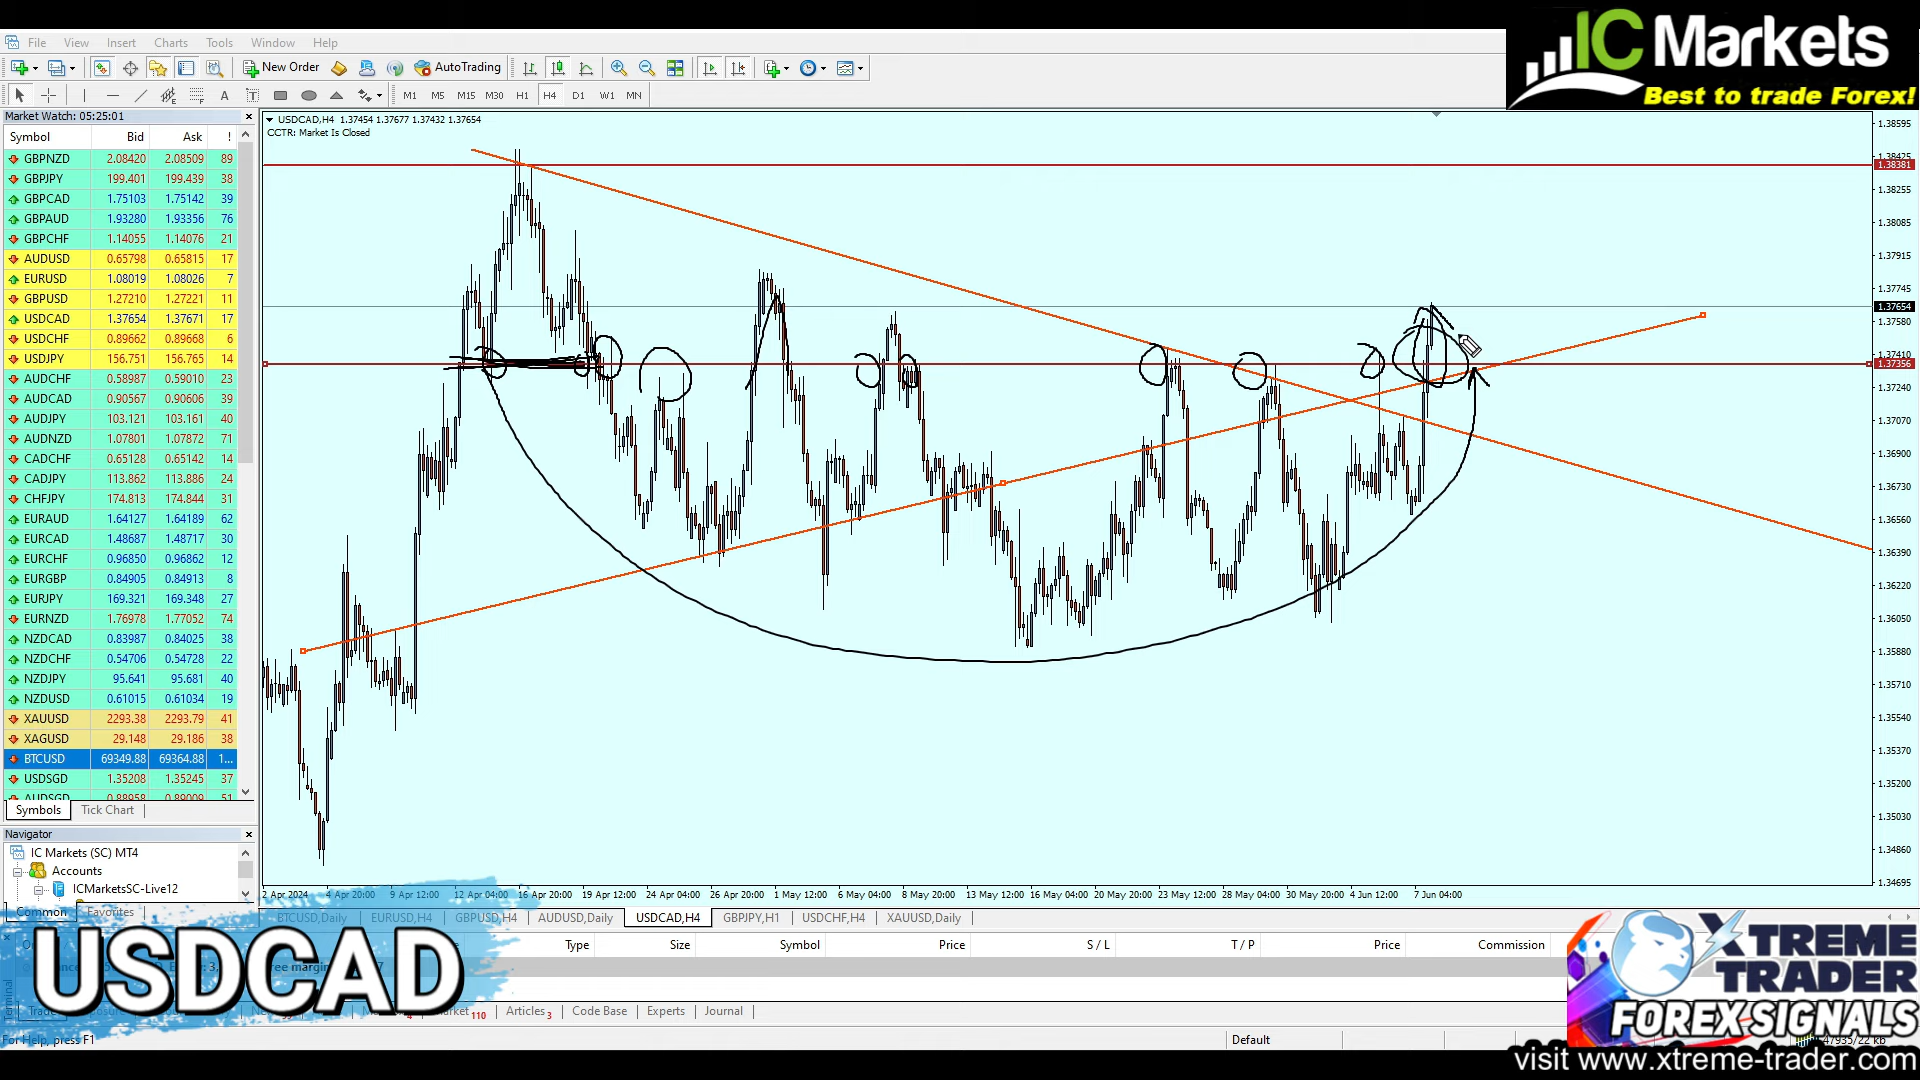 IC Markets
Best to trade Forex!
File View Insert Charts Tools Window Help
New Order AutoTrading
A T M1 M5 M15 M30 H1 H4 D1 W1 MN
Market Watch: 05:25:01
Symbol Bid Ask !
GBPNZD 2.08420 2.08509 89
GBPJPY 199.401 199.439 38
GBPCAD 1.75103 1.75142 39
GBPAUD 1.93280 1.93356 76
GBPCHF 1.14055 1.14076 21
AUDUSD 0.65798 0.65815 17
EURUSD 1.08019 1.08026 7
GBPUSD 1.27210 1.27221 11
USDCAD 1.37654 1.37671 17
USDCHF 0.89662 0.89668 6
USDJPY 156.751 156.765 14
AUDCHF 0.58987 0.59010 23
AUDCAD 0.90567 0.90606 39
AUDJPY 103.121 103.161 40
AUDNZD 1.07801 1.07872 71
CADCHF 0.65128 0.65142 14
CADJPY 113.862 113.886 24
CHFJPY 174.813 174.844 31
EURAUD 1.64127 1.64189 62
EURCAD 1.48687 1.48717 30
EURCHF 0.96850 0.96862 12
EURGBP 0.84905 0.84913 8
EURJPY 169.321 169.348 27
EURNZD 1.76978 1.77052 74
NZDCAD 0.83987 0.84025 38
NZDCHF 0.54706 0.54728 22
NZDJPY 95.641 95.681 40
NZDUSD 0.61015 0.61034 19
XAUUSD 2293.38 2293.79 41
XAGUSD 29.148 29.186 38
BTCUSD 69349.88 69364.88 1...
USDSGD 1.35208 1.35245 37
AUDSGD 0.88958 0.89009 51
Symbols Tick Chart
Navigator
IC Markets (SC) MT4
Accounts
ICMarketsSC-Live12
Common Favorites
USDCAD,H4 1.37454 1.37677 1.37432 1.37654
CCTR: Market Is Closed
1.38595
1.38425
1.38381
1.38255
1.38085
1.37915
1.37745
1.37654
1.37580
1.37410
1.37356
1.37240
1.37070
1.36900
1.36730
1.36560
1.36390
1.36220
1.36050
1.35880
1.35710
1.35540
1.35370
1.35200
1.35030
1.34860
1.34695
2 Apr 2024 4 Apr 20:00 9 Apr 12:00 12 Apr 04:00 16 Apr 20:00 19 Apr 12:00 24 Apr 04:00 26 Apr 20:00 1 May 12:00 6 May 04:00 8 May 20:00 13 May 12:00 16 May 04:00 20 May 20:00 23 May 12:00 28 May 04:00 30 May 20:00 4 Jun 12:00 7 Jun 04:00
BTCUSD,Daily EURUSD,H4 GBPUSD,H4 AUDUSD,Daily USDCAD,H4 GBPJPY,H1 USDCHF,H4 XAUUSD,Daily
Type Size Symbol Price S / L T / P Price Commission
USDCAD
Market 110 Articles 3 Code Base Experts Journal
For Help, press F1
Default
47935/22 kb
XTREME
TRADER
FOREX SIGNALS
visit www.xtreme-trader.com